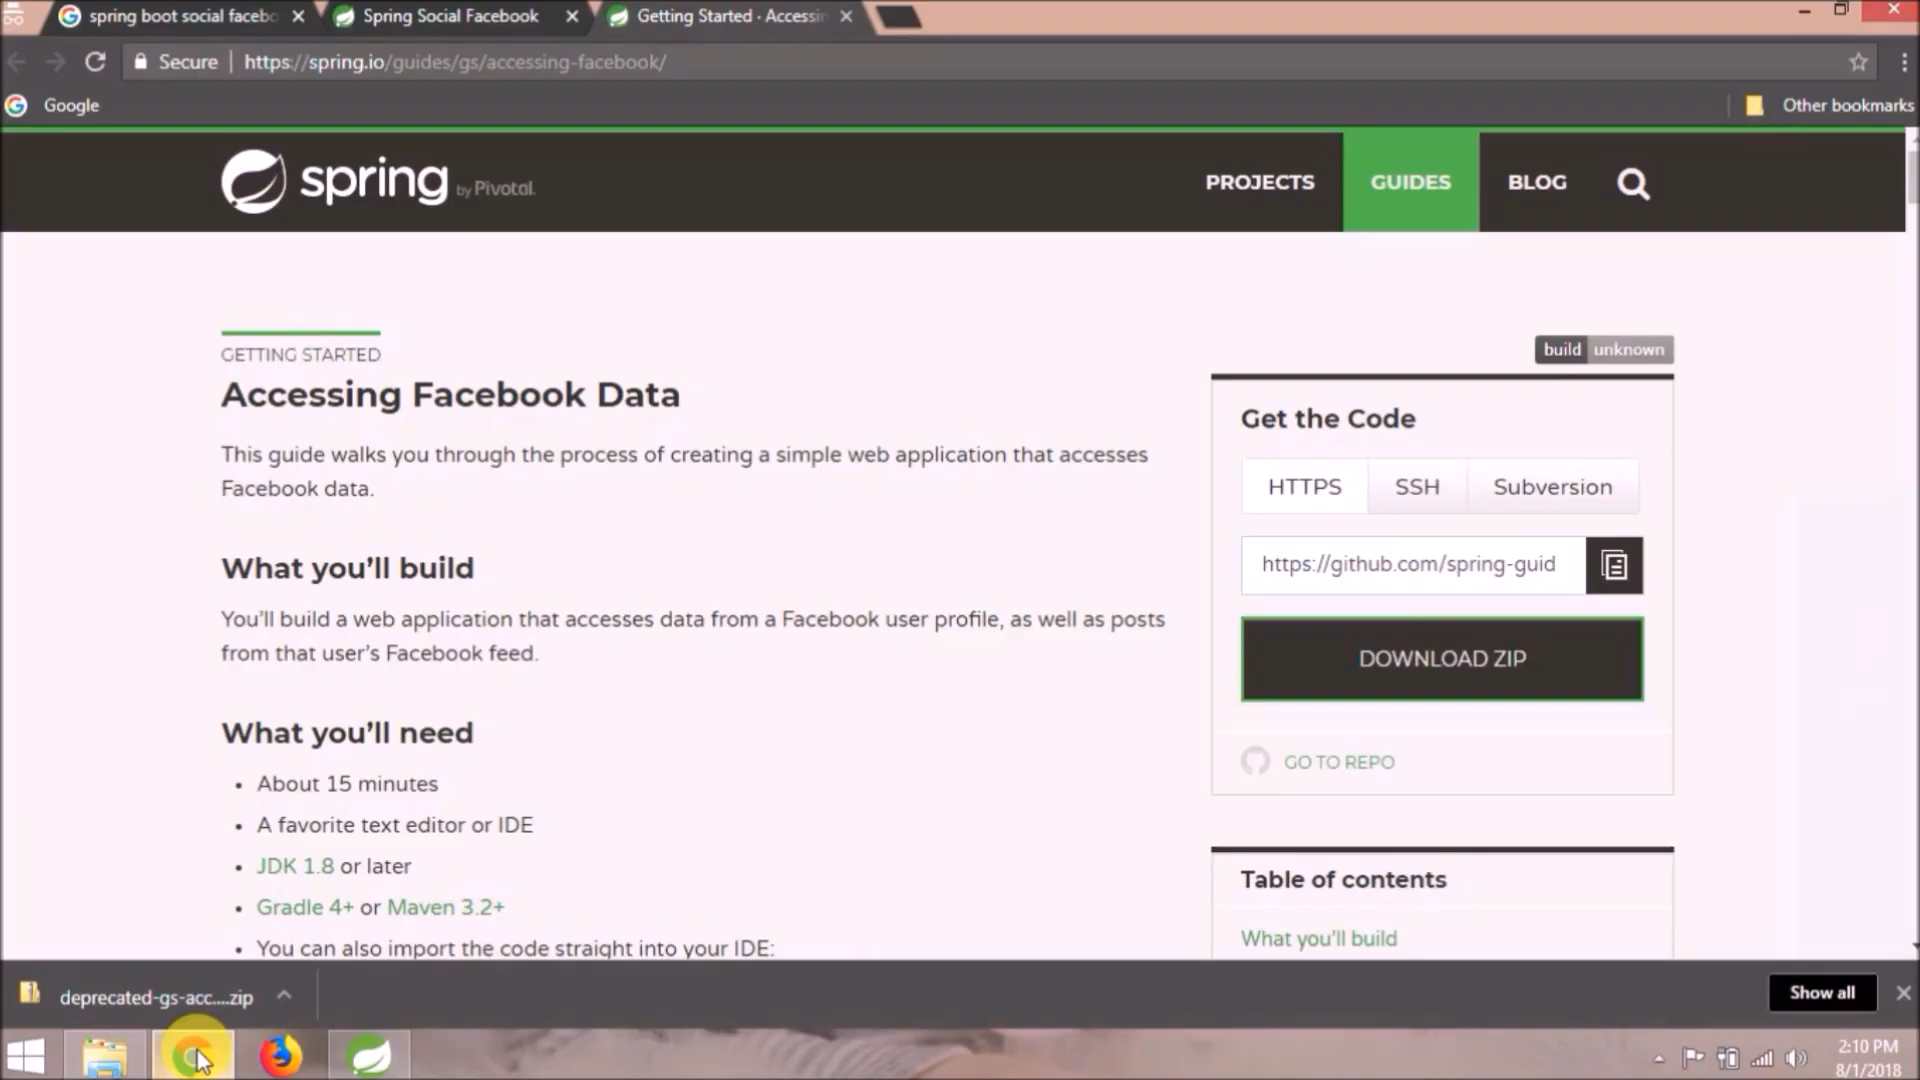 spring boot social facebo
Spring Social Facebook
Getting Started · Accessin
Secure
https://spring.io/guides/gs/accessing-facebook/
Google
Other bookmarks
spring by Pivotal.
PROJECTS
GUIDES
BLOG
GETTING STARTED
Accessing Facebook Data
This guide walks you through the process of creating a simple web application that accesses
Facebook data.
What you’ll build
You’ll build a web application that accesses data from a Facebook user profile, as well as posts
from that user’s Facebook feed.
What you’ll need
• About 15 minutes
• A favorite text editor or IDE
• JDK 1.8 or later
• Gradle 4+ or Maven 3.2+
• You can also import the code straight into your IDE:
build unknown
Get the Code
HTTPS
SSH
Subversion
https://github.com/spring-guid
DOWNLOAD ZIP
GO TO REPO
Table of contents
What you’ll build
deprecated-gs-acc....zip
Show all
2:10 PM
8/1/2018